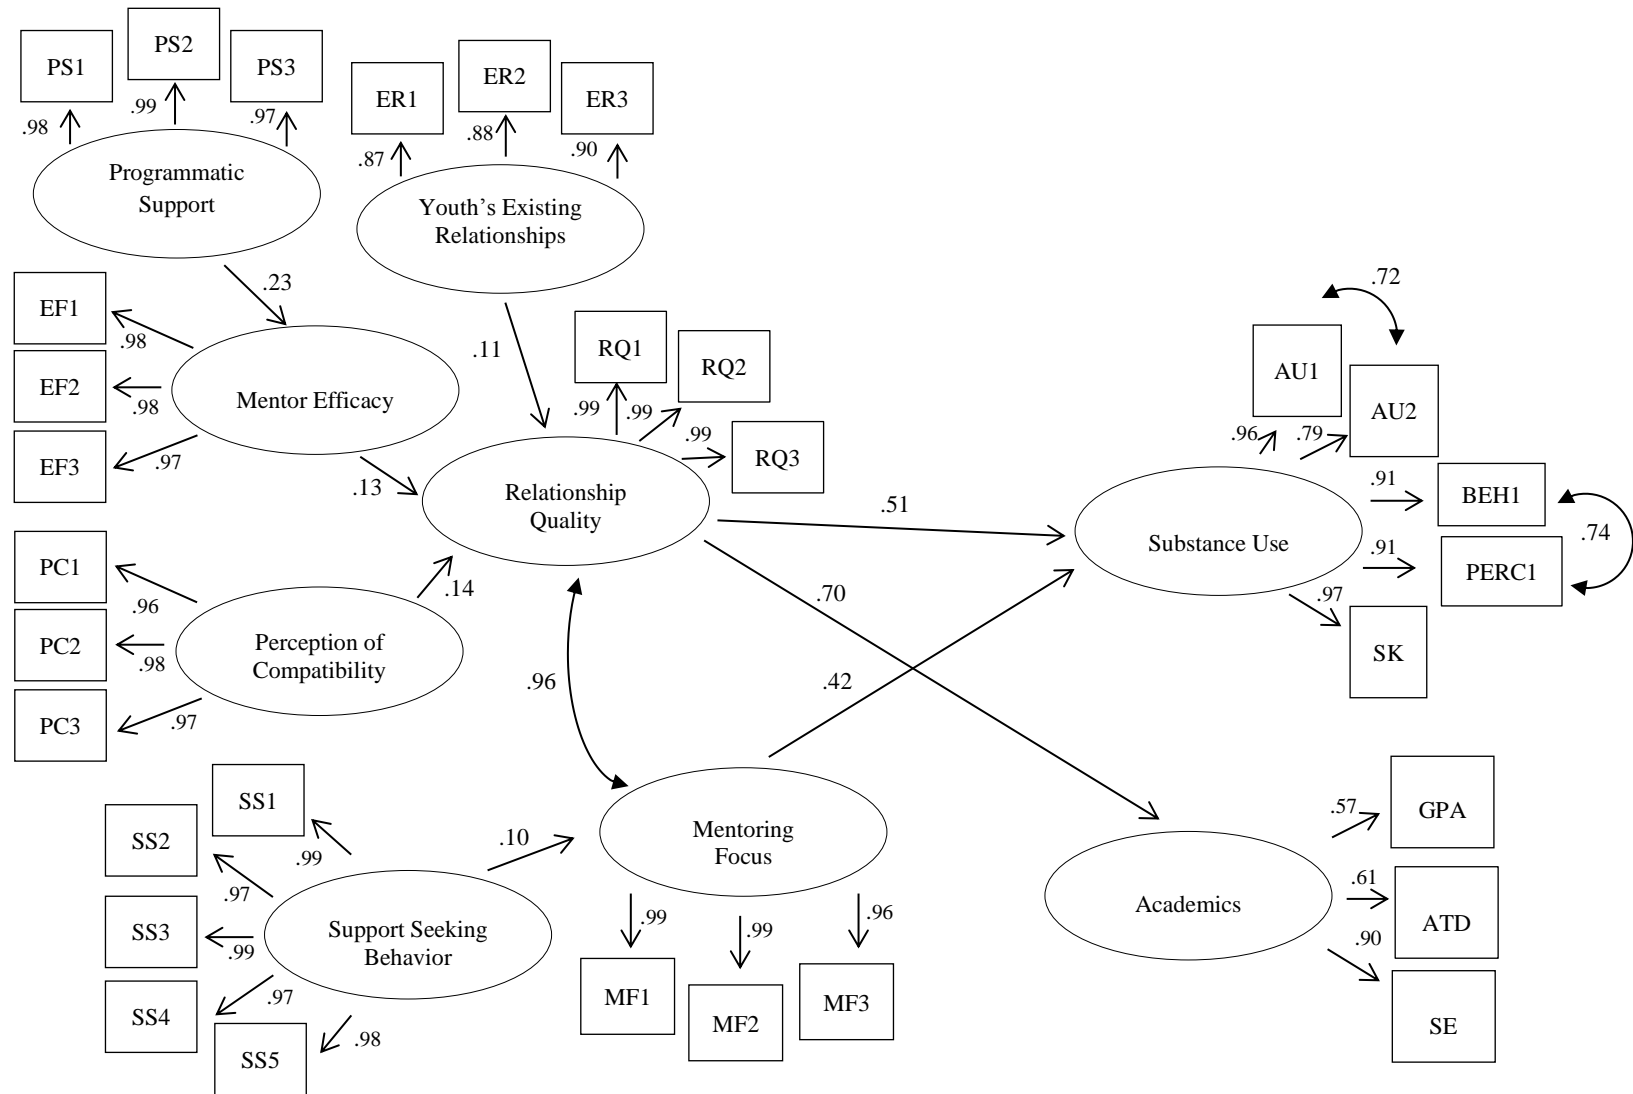 PS1
PS2
PS3
.98
.99
.97
Programmatic
Support
ER1
ER2
ER3
.87
.88
.90
Youth’s Existing
Relationships
.23
.11
EF1
EF2
EF3
.98
.98
.97
Mentor Efficacy
.13
RQ1
RQ2
RQ3
.99
.99
.99
Relationship
Quality
PC1
PC2
PC3
.96
.98
.97
Perception of
Compatibility
.14
.96
.51
.70
.42
.72
AU1
AU2
.96
.79
BEH1
.91
PERC1
.91
.74
SK
.97
Substance Use
SS1
SS2
SS3
SS4
SS5
.99
.97
.99
.97
.98
Support Seeking
Behavior
.10
Mentoring
Focus
.99
.99
.96
MF1
MF2
MF3
Academics
.57
.61
.90
GPA
ATD
SE